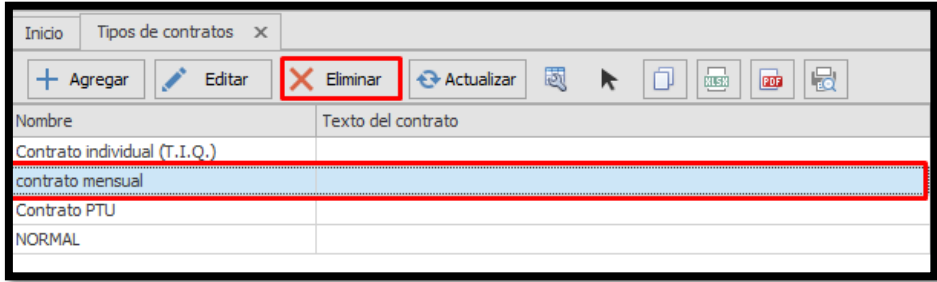 Inicio Tipos de contratos
Agregar Editar Eliminar Actualizar XLSX PDF
Nombre Texto del contrato
Contrato individual (T.I.Q.)
contrato mensual
Contrato PTU
NORMAL